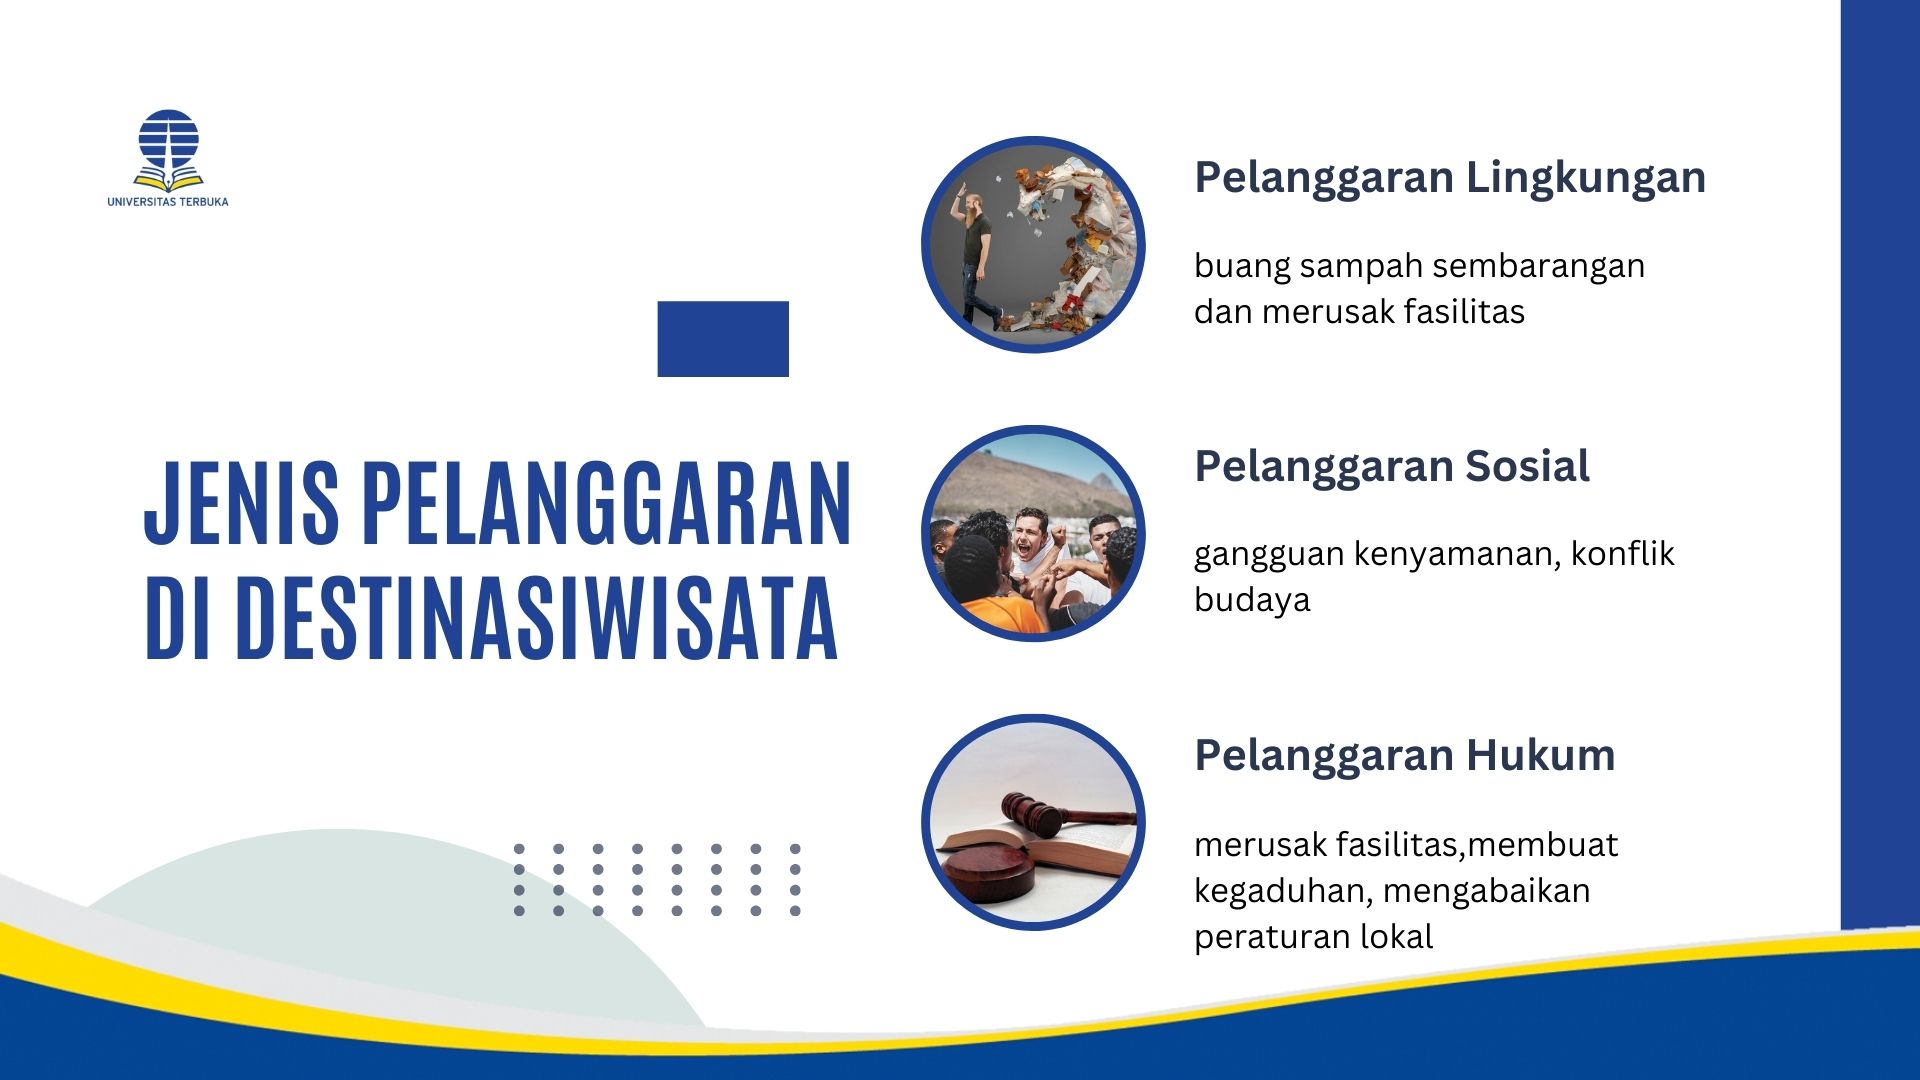 UNIVERSITAS TERBUKA
JENIS PELANGGARAN
DI DESTINASIWISATA
Pelanggaran Lingkungan
buang sampah sembarangan
dan merusak fasilitas
Pelanggaran Sosial
gangguan kenyamanan, konflik
budaya
Pelanggaran Hukum
merusak fasilitas,membuat
kegaduhan, mengabaikan
peraturan lokal